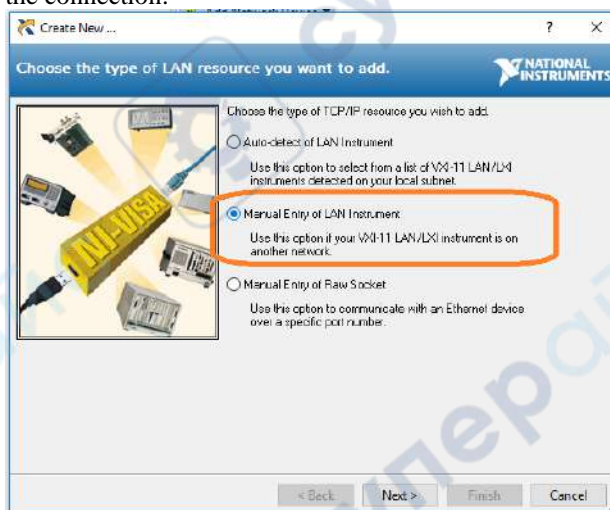 the connection.
Create New ...
? ×
Choose the type of LAN resource you want to add.
NATIONAL
INSTRUMENTS
Choose the type of TCP/IP resource you wish to add.
Auto-detect of LAN Instrument
Use this option to select from a list of VXI-11 LAN/LXI
instruments detected on your local subnet.
Manual Entry of LAN Instrument
Use this option if your VXI-11 LAN/LXI instrument is on
another network.
Manual Entry of Raw Socket
Use this option to communicate with an Ethernet device
over a specific port number.
NI-VISA
< Back
Next >
Finish
Cancel